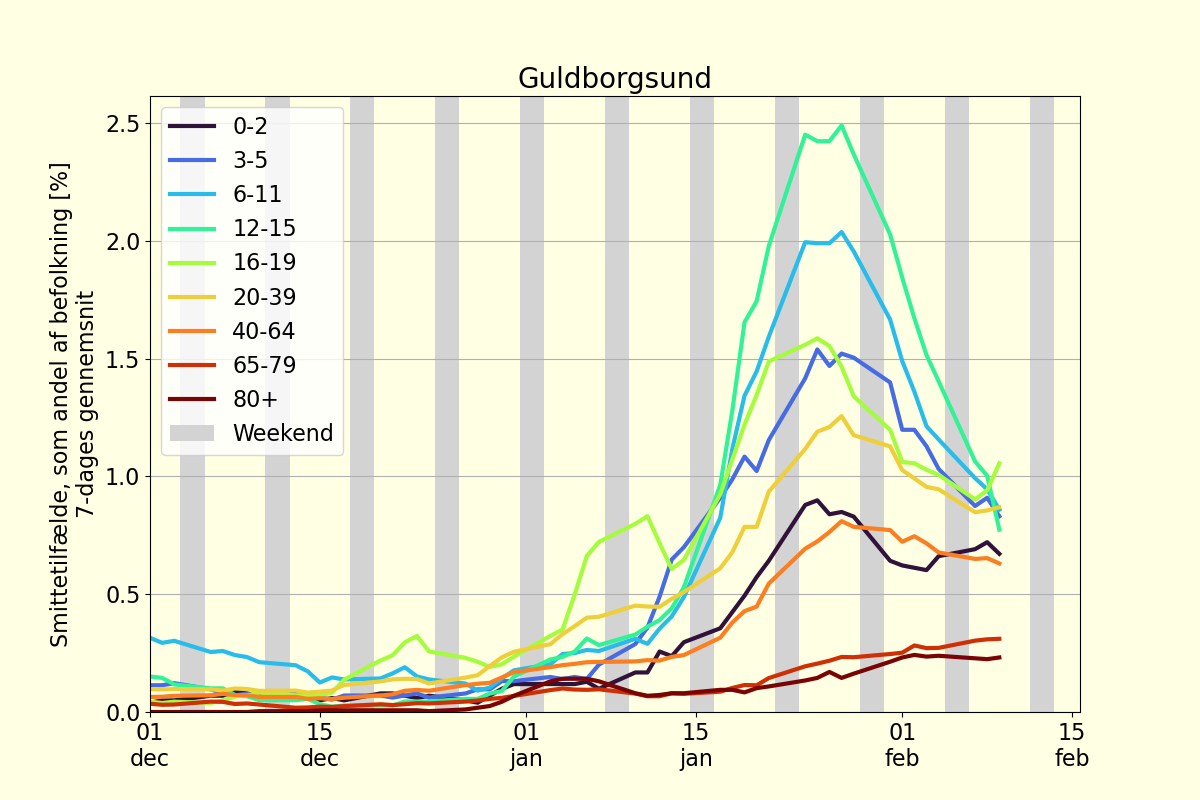 Guldborgsund
Smittetilfælde, som andel af befolkning [%]
7-dages gennemsnit
2.5
2.0
1.5
1.0
0.5
0.0
0-2
3-5
6-11
12-15
16-19
20-39
40-64
65-79
80+
Weekend
01 15 01 15 01 15
dec dec jan jan feb feb